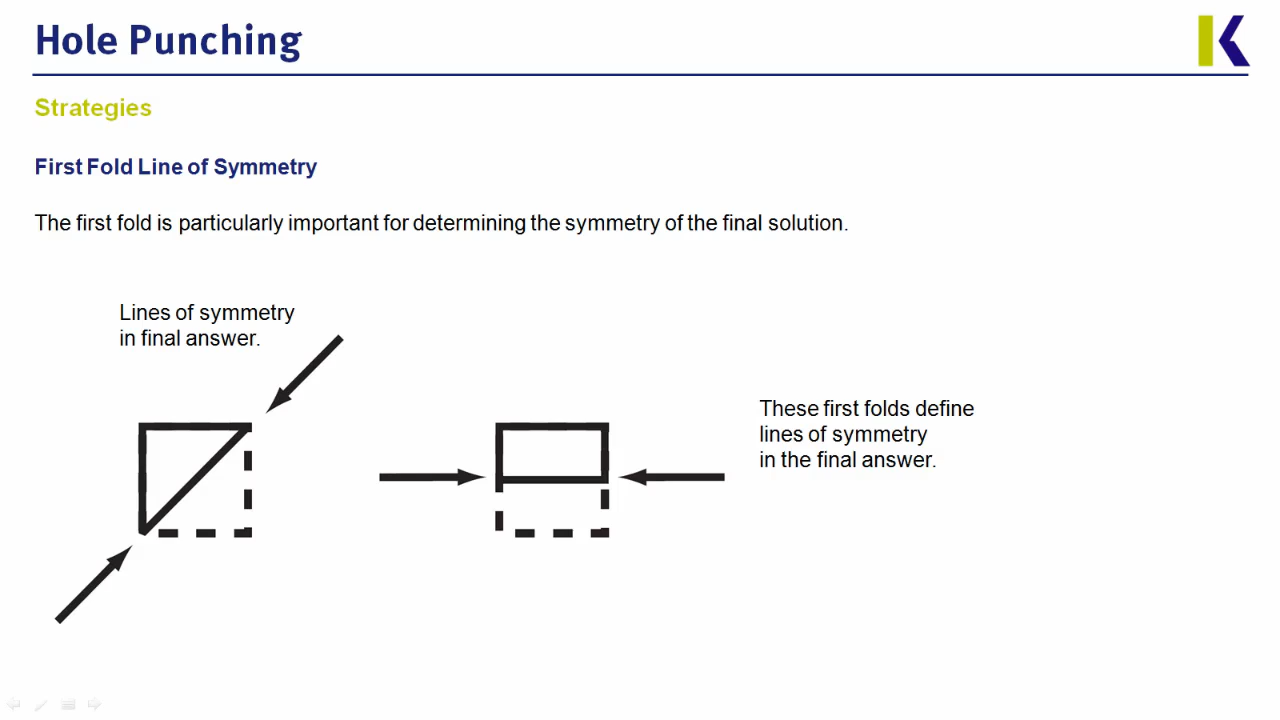 Hole Punching
Strategies
First Fold Line of Symmetry
The first fold is particularly important for determining the symmetry of the final solution.
Lines of symmetry
in final answer.
These first folds define
lines of symmetry
in the final answer.